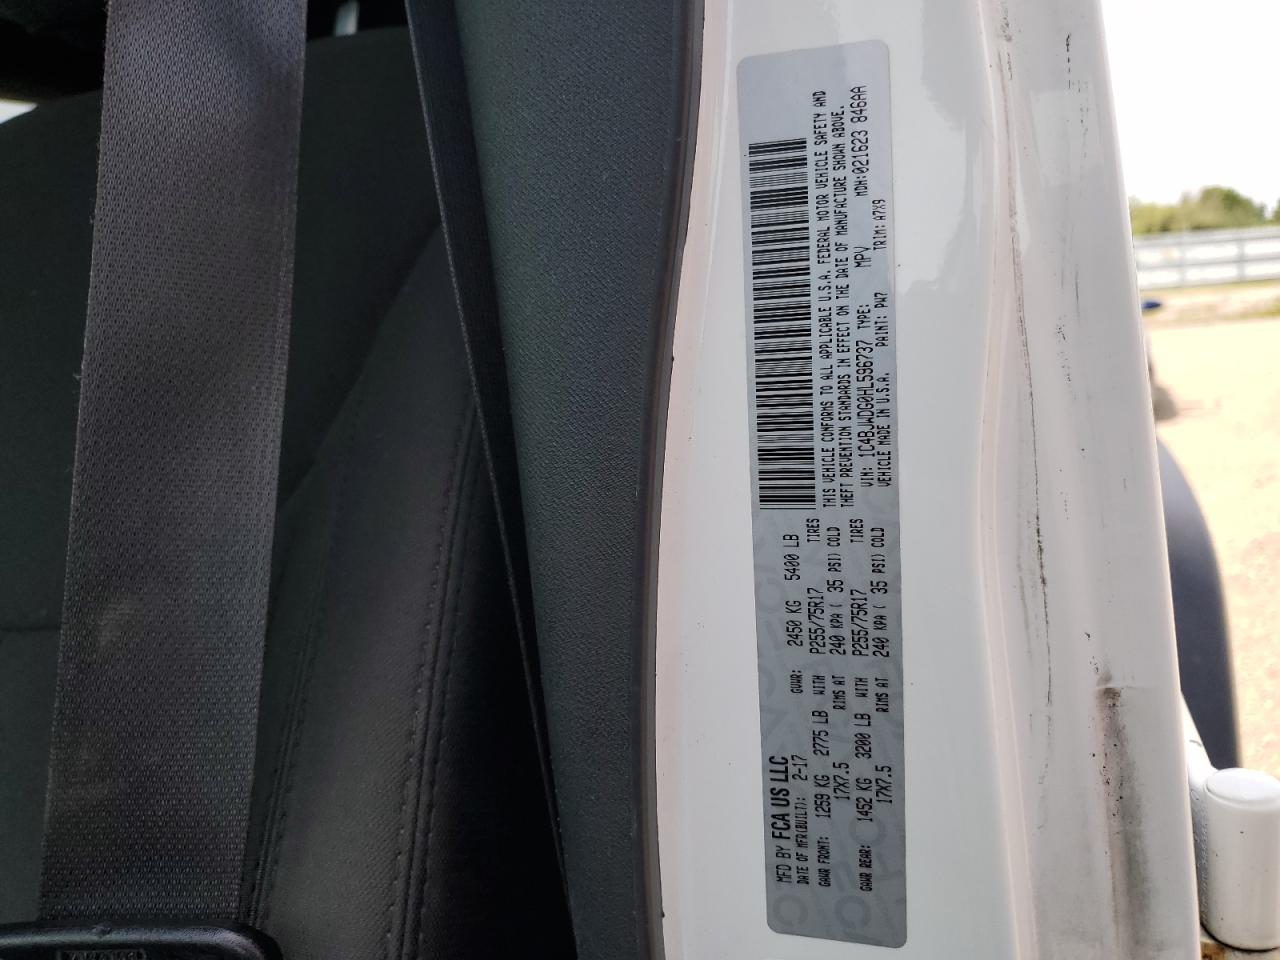 MFD BY FCA US LLC
DATE OF MFR(BUILT): 2-17 GVWR: 2450 KG 5400 LB
GAWR FRONT: 1259 KG 2775 LB WITH P255/75R17 TIRES
17X7.5 RIMS AT 240 KPA ( 35 PSI) COLD
GAWR REAR: 1452 KG 3200 LB WITH P255/75R17 TIRES
17X7.5 RIMS AT 240 KPA ( 35 PSI) COLD
THIS VEHICLE CONFORMS TO ALL APPLICABLE U.S.A. FEDERAL MOTOR VEHICLE SAFETY AND
THEFT PREVENTION STANDARDS IN EFFECT ON THE DATE OF MANUFACTURE SHOWN ABOVE.
VIN: 1C4BJWDG0HL596737 TYPE: MPV MDH:021623 846AA
VEHICLE MADE IN U.S.A. PAINT: PW7 TRIM: A7X9